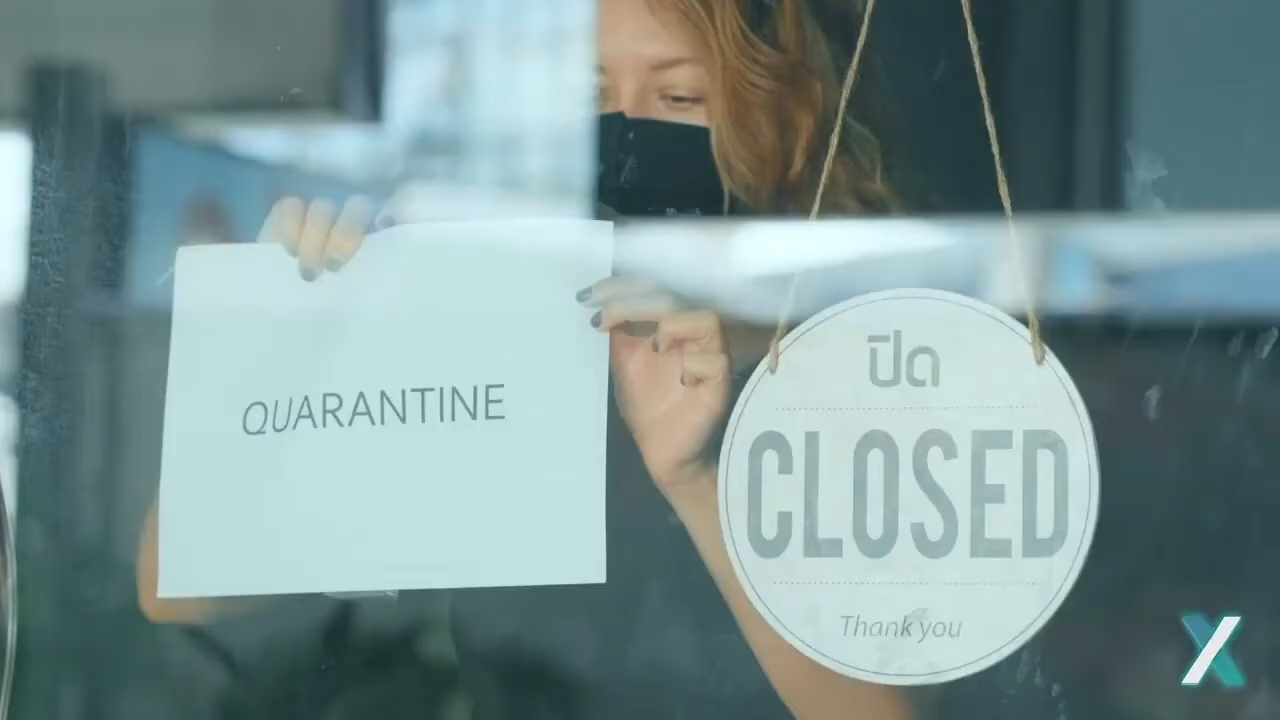 QUARANTINE
ปิด
CLOSED
Thank you
X